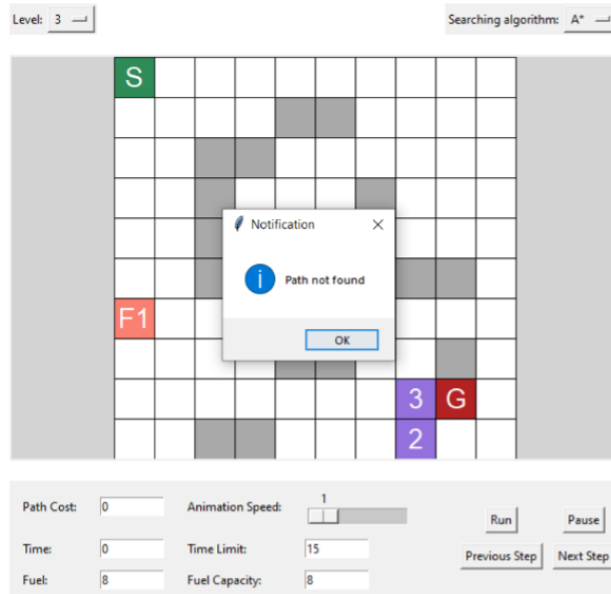 Level: 3
Searching algorithm: A*
S
Notification
Path not found
F1
OK
3 G
2
Path Cost: 0 Animation Speed: 1
Run Pause
Time: 0 Time Limit: 15
Previous Step Next Step
Fuel: 8 Fuel Capacity: 8